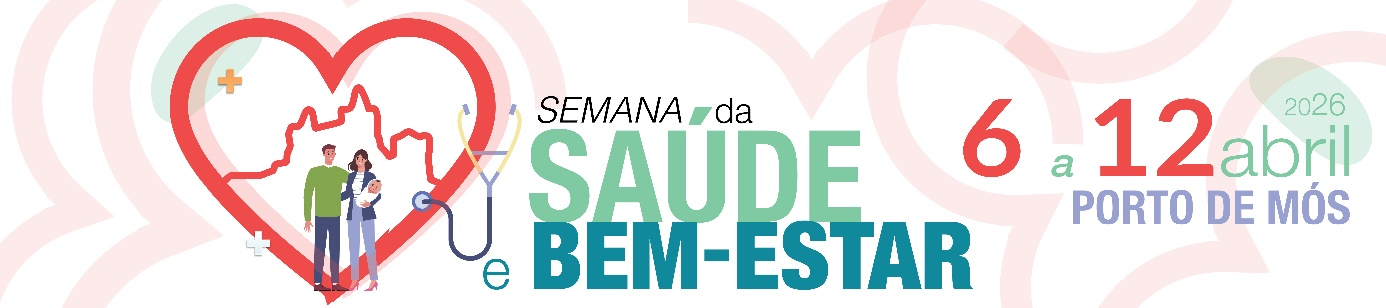 SEMANA da
SAÚDE
e BEM-ESTAR
6 a 12 abril 2026
PORTO DE MÓS